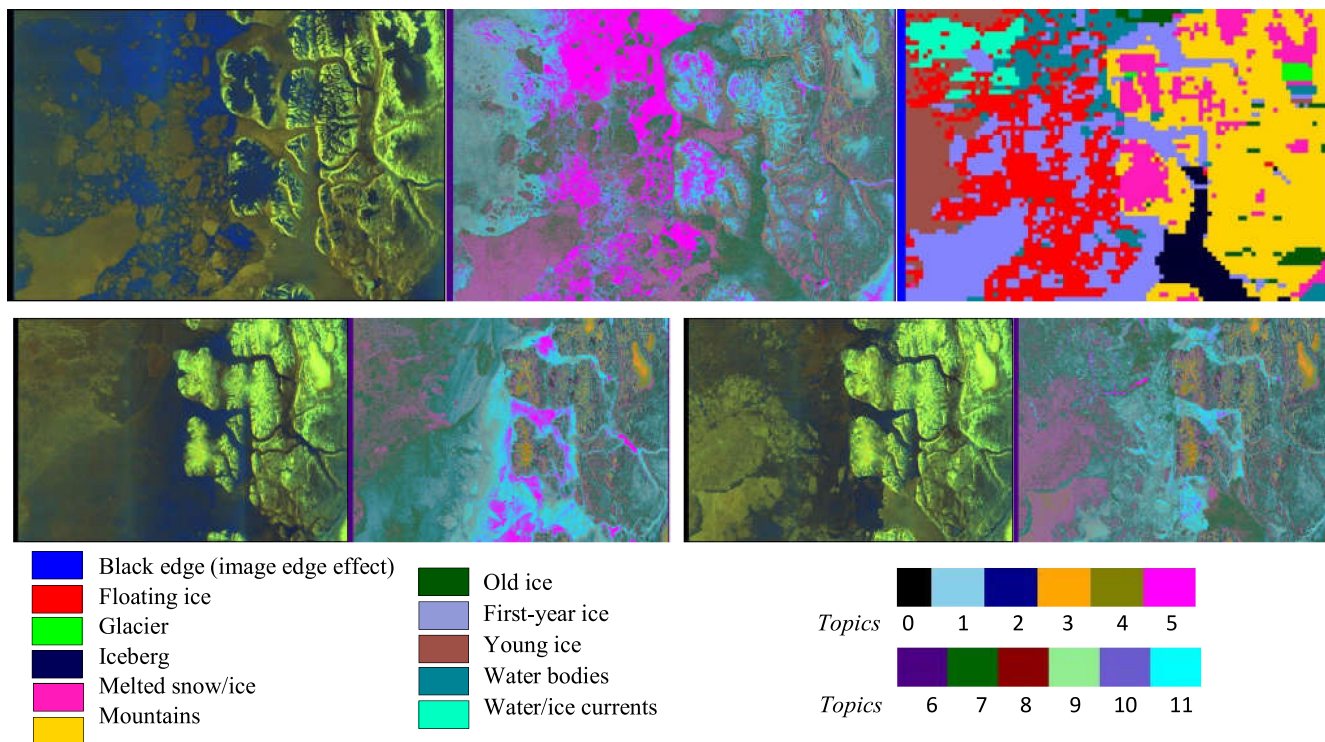 Black edge (image edge effect)
Floating ice
Glacier
Iceberg
Melted snow/ice
Mountains
Old ice
First-year ice
Young ice
Water bodies
Water/ice currents
Topics 0 1 2 3 4 5
Topics 6 7 8 9 10 11